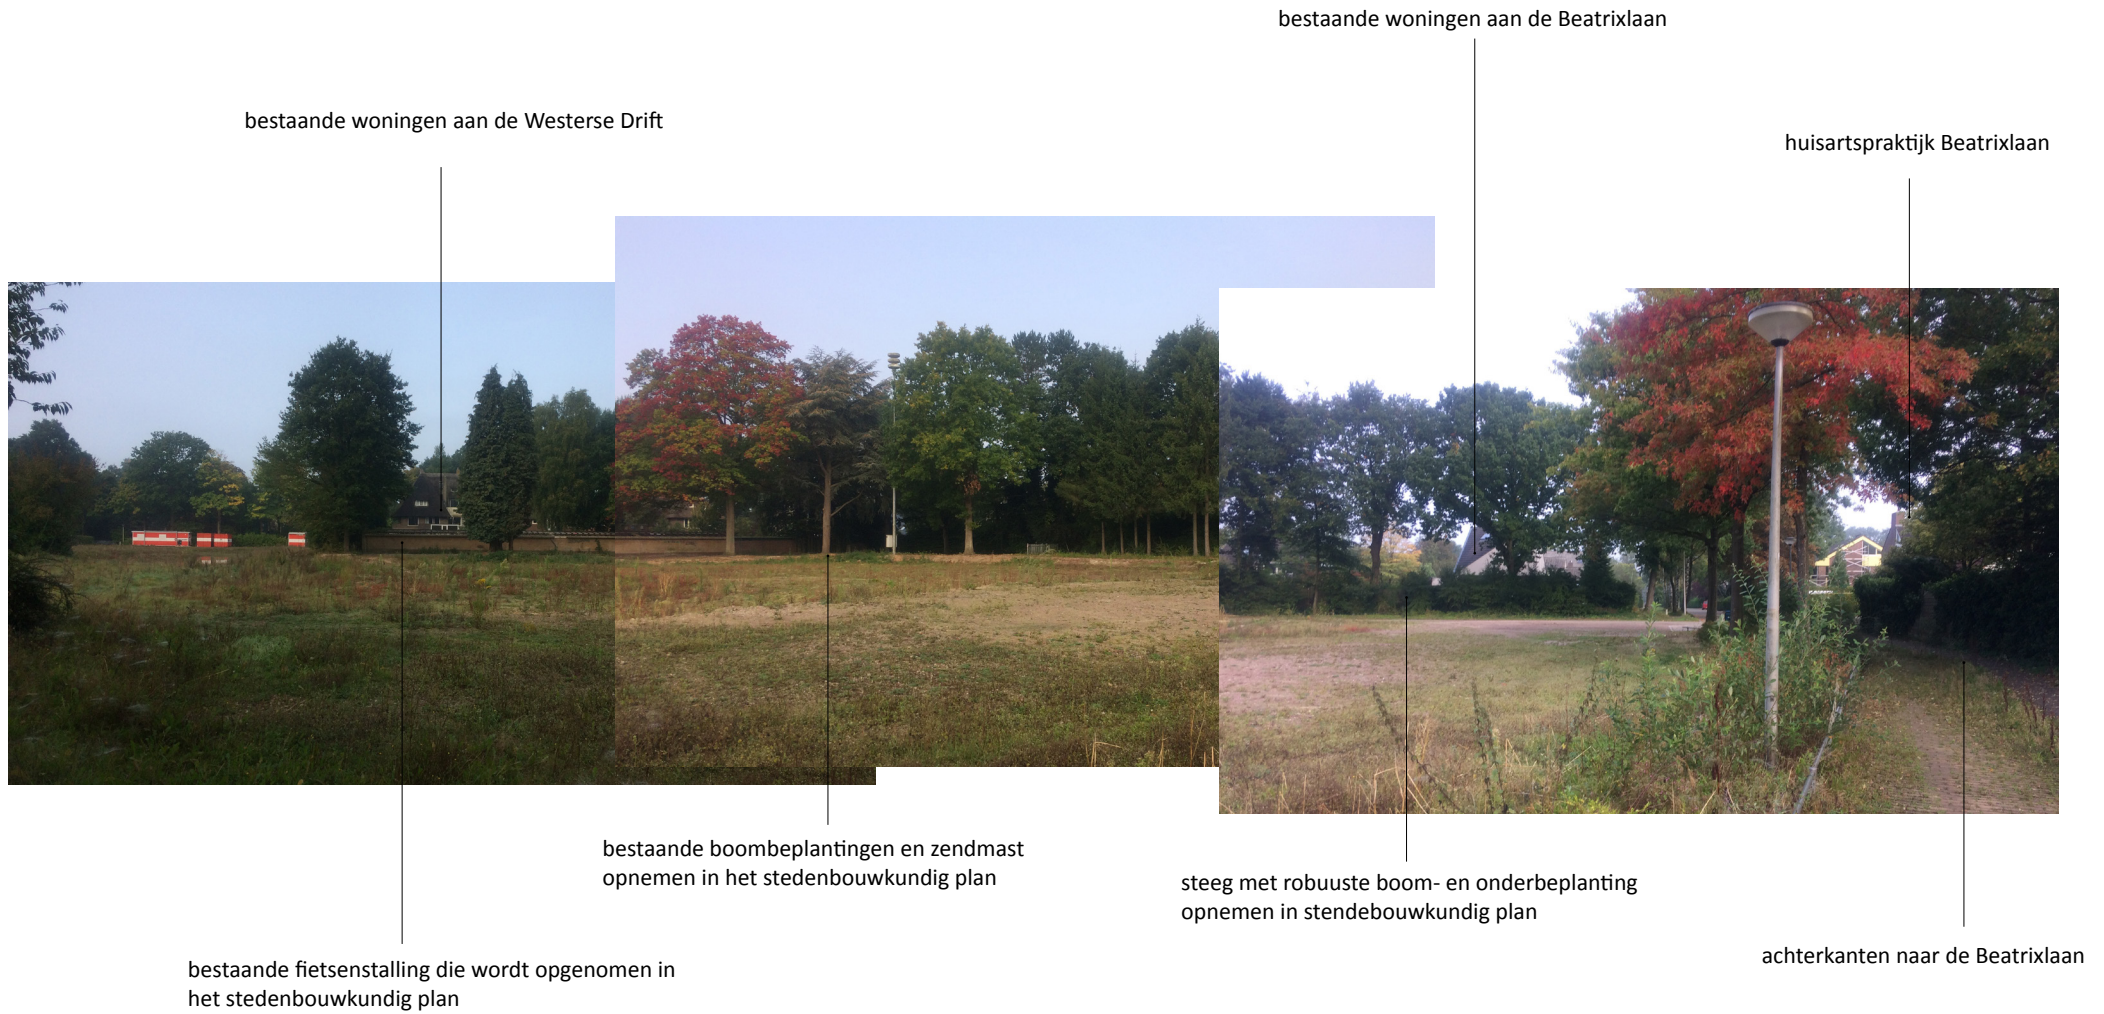 bestaande woningen aan de Beatrixlaan
bestaande woningen aan de Westerse Drift
huisartspraktijk Beatrixlaan
bestaande boombeplantingen en zendmast
opnemen in het stedenbouwkundig plan
steeg met robuuste boom- en onderbeplanting
opnemen in stendebouwkundig plan
achterkanten naar de Beatrixlaan
bestaande fietsenstalling die wordt opgenomen in
het stedenbouwkundig plan